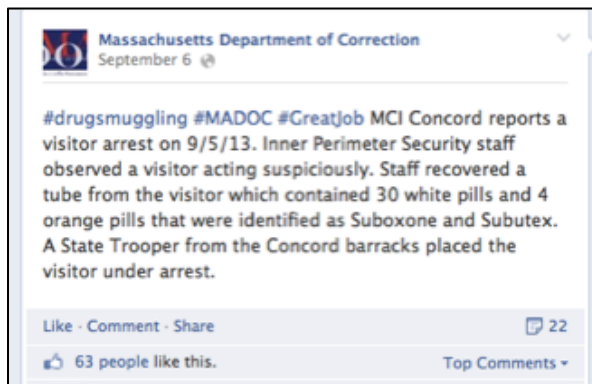 Massachusetts Department of Correction
September 6
#drugsmuggling #MADOC #GreatJob MCI Concord reports a
visitor arrest on 9/5/13. Inner Perimeter Security staff
observed a visitor acting suspiciously. Staff recovered a
tube from the visitor which contained 30 white pills and 4
orange pills that were identified as Suboxone and Subutex.
A State Trooper from the Concord barracks placed the
visitor under arrest.
Like · Comment · Share 22
63 people like this. Top Comments